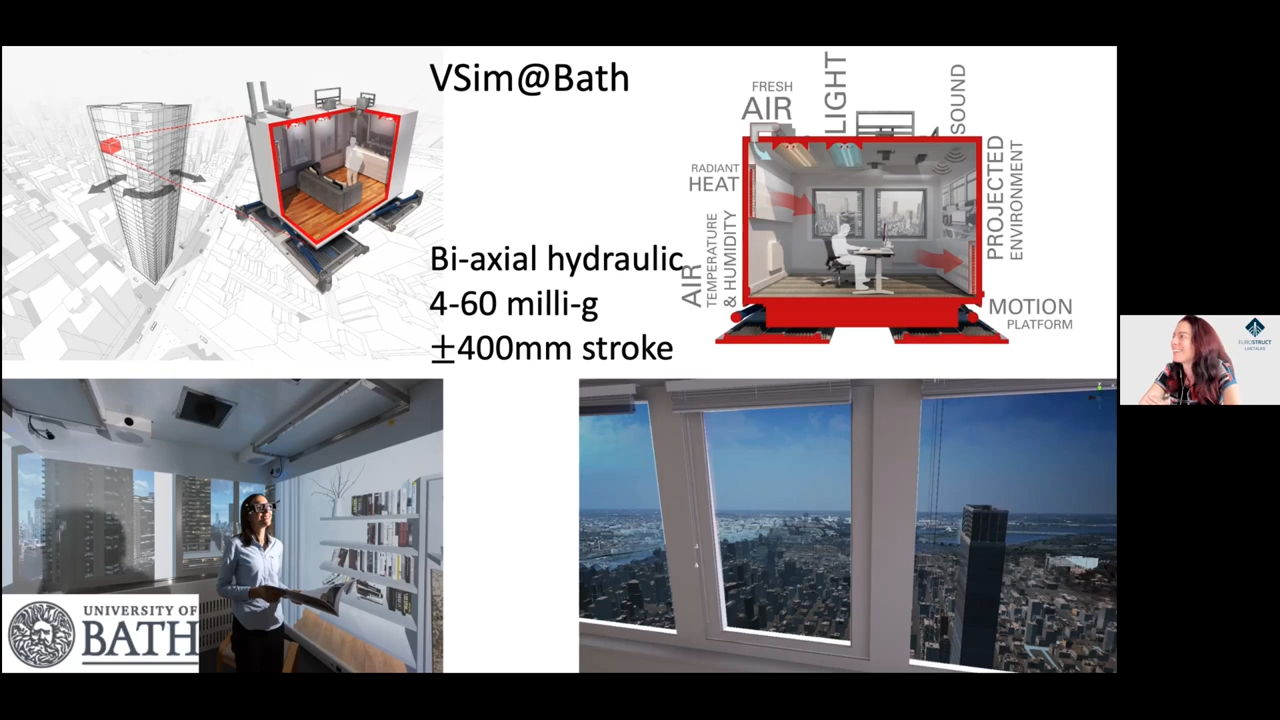 VSim@Bath
Bi-axial hydraulic
4-60 milli-g
±400mm stroke
FRESH
AIR
LIGHT
SOUND
RADIANT
HEAT
PROJECTED
ENVIRONMENT
AIR
TEMPERATURE
& HUMIDITY
MOTION
PLATFORM
UNIVERSITY OF
BATH
EUROSTRUCT